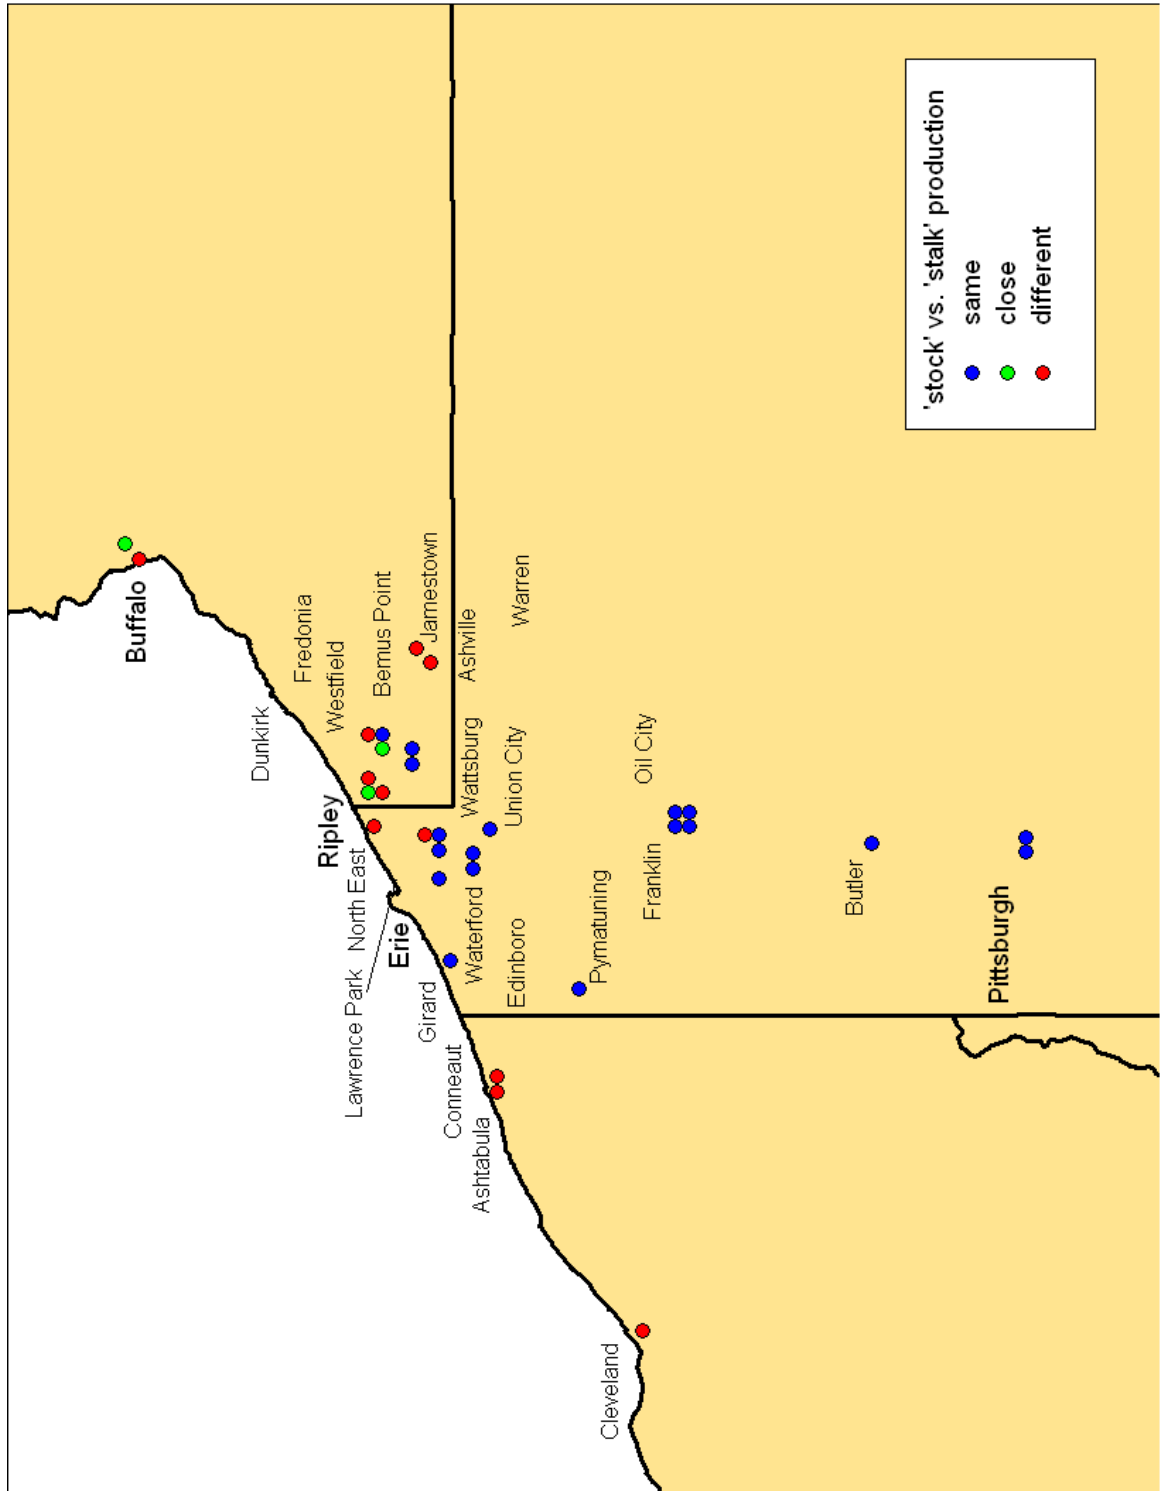 Buffalo
Dunkirk
Fredonia
Westfield
Bemus Point
Jamestown
Ashville
Warren
Ripley
North East
Lawrence Park
Erie
Wattsburg
Union City
Waterford
Edinboro
Girard
Conneaut
Ashtabula
Cleveland
Pymatuning
Franklin
Oil City
Butler
Pittsburgh
'stock' vs. 'stalk' production
same
close
different